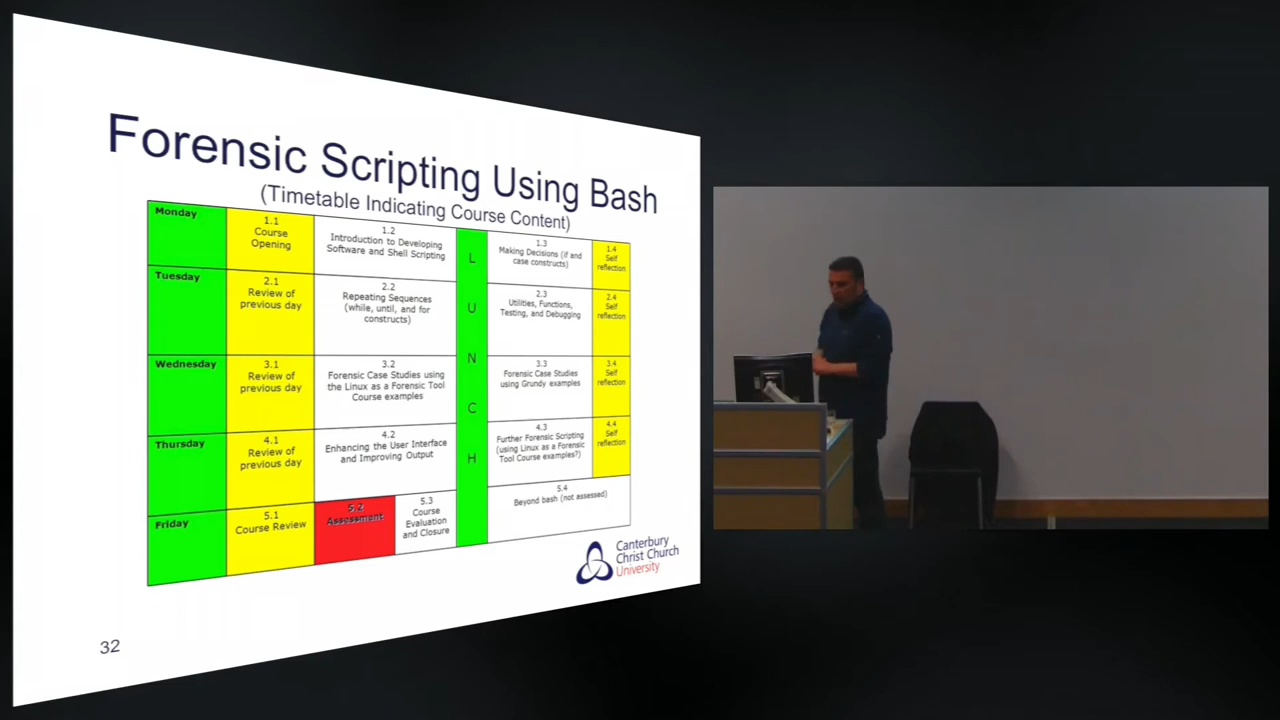 Forensic Scripting Using Bash
(Timetable Indicating Course Content)
Monday
1.1
Course
Opening
1.2
Introduction to Developing
Software and Shell Scripting
1.3
Making Decisions (if and
case constructs)
1.4
Self
reflection
Tuesday
2.1
Review of
previous day
2.2
Repeating Sequences
(while, until, and for
constructs)
2.3
Utilities, Functions,
Testing, and Debugging
2.4
Self
reflection
L
U
N
C
H
Wednesday
3.1
Review of
previous day
3.2
Forensic Case Studies using
the Linux as a Forensic Tool
Course examples
3.3
Forensic Case Studies
using Grundy examples
3.4
Self
reflection
Thursday
4.1
Review of
previous day
4.2
Enhancing the User Interface
and Improving Output
4.3
Further Forensic Scripting
(using Linux as a Forensic
Tool Course examples?)
4.4
Self
reflection
Friday
5.1
Course Review
5.2
Assessment
5.3
Course
Evaluation
and Closure
5.4
Beyond bash (not assessed)
Canterbury
Christ Church
University
32